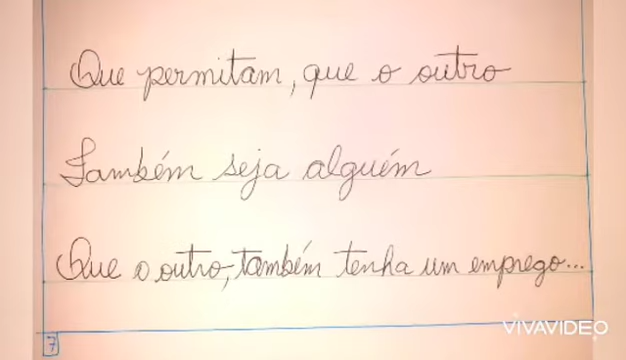 Que permitam, que o outro
Também seja alguém
Que o outro, também tenha um emprego...
7
VIVAVIDEO